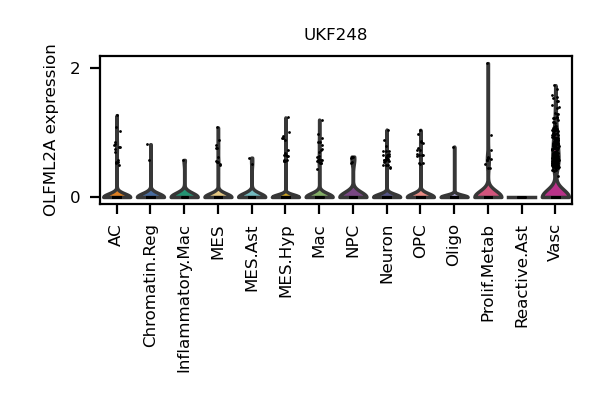 UKF248
OLFML2A expression
2
0
AC
Chromatin.Reg
Inflammatory.Mac
MES
MES.Ast
MES.Hyp
Mac
NPC
Neuron
OPC
Oligo
Prolif.Metab
Reactive.Ast
Vasc